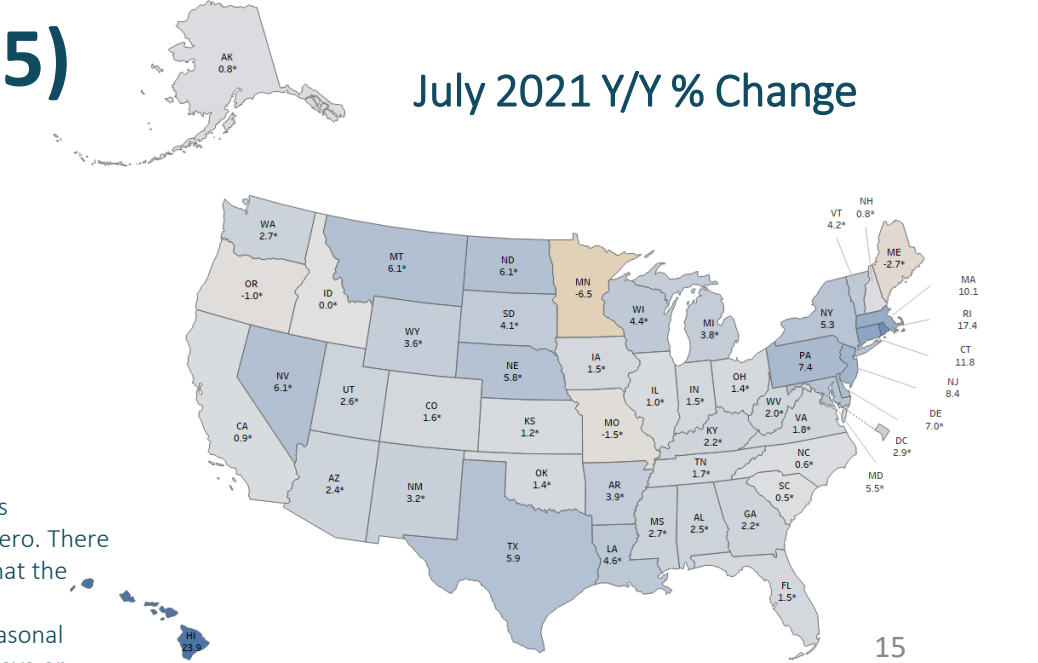 5)
July 2021 Y/Y % Change
AK
0.8*
WA
2.7*
OR
-1.0*
ID
0.0*
MT
6.1*
ND
6.1*
MN
-6.5
SD
4.1*
WY
3.6*
NE
5.8*
WI
4.4*
MI
3.8*
IA
1.5*
NV
6.1*
UT
2.6*
CO
1.6*
CA
0.9*
KS
1.2*
MO
-1.5*
IL
1.0*
IN
1.5*
OH
1.4*
KY
2.2*
WV
2.0*
VA
1.8*
PA
7.4
NY
5.3
VT
4.2*
NH
0.8*
ME
-2.7*
MA
10.1
RI
17.4
CT
11.8
NJ
8.4
DE
7.0*
DC
2.9*
MD
5.5*
NC
0.6*
SC
0.5*
TN
1.7*
AZ
2.4*
NM
3.2*
OK
1.4*
AR
3.9*
MS
2.7*
AL
2.5*
GA
2.2*
TX
5.9
LA
4.6*
FL
1.5*
HI
23.9
s
ero. There
hat the
asonal
15